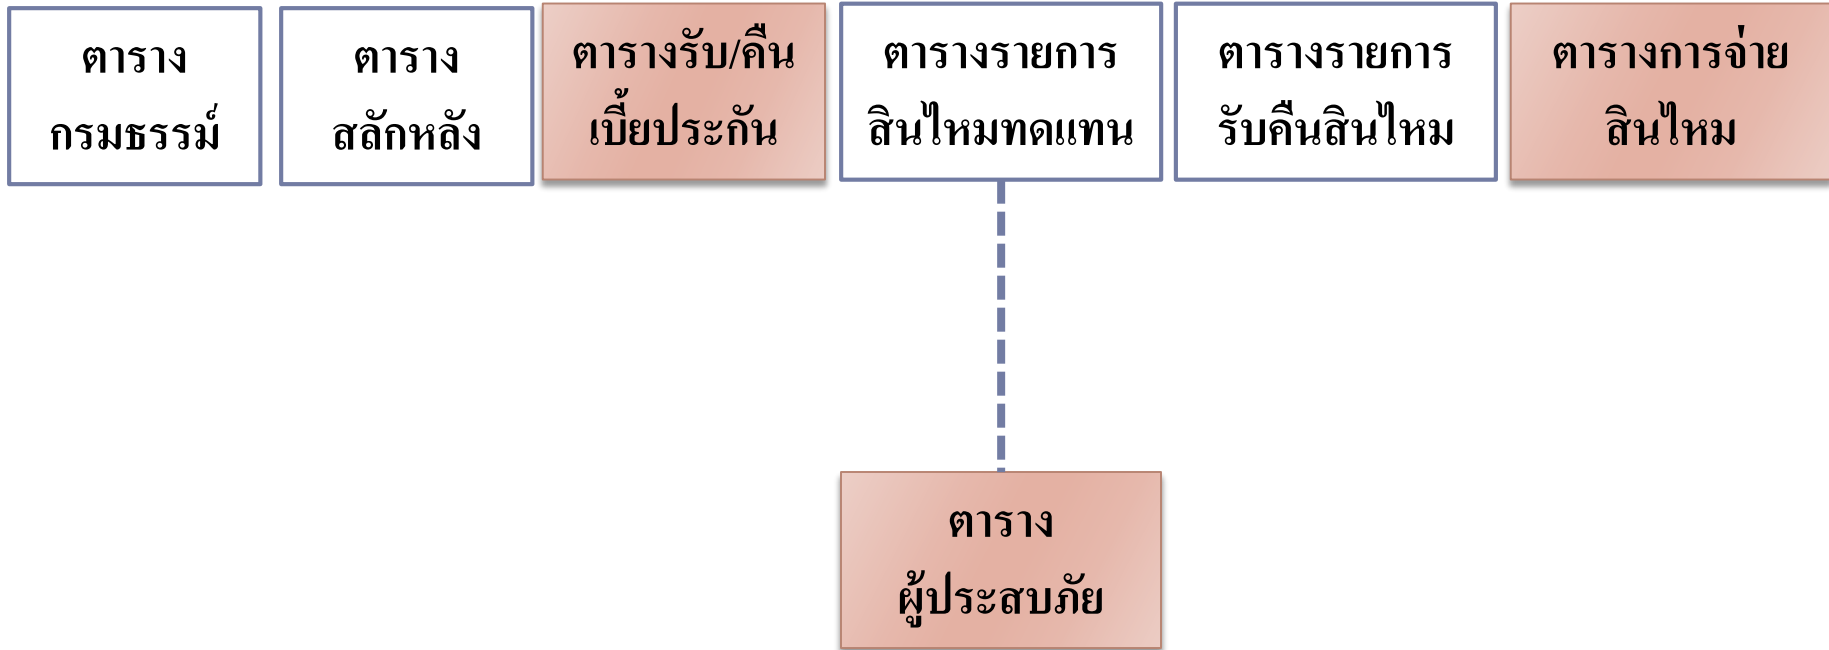 ตาราง
กรมธรรม์
ตาราง
สลักหลัง
ตารางรับ/คืน
เบี้ยประกัน
ตารางรายการ
สินไหมทดแทน
ตารางรายการ
รับคืนสินไหม
ตารางการจ่าย
สินไหม
ตาราง
ผู้ประสบภัย